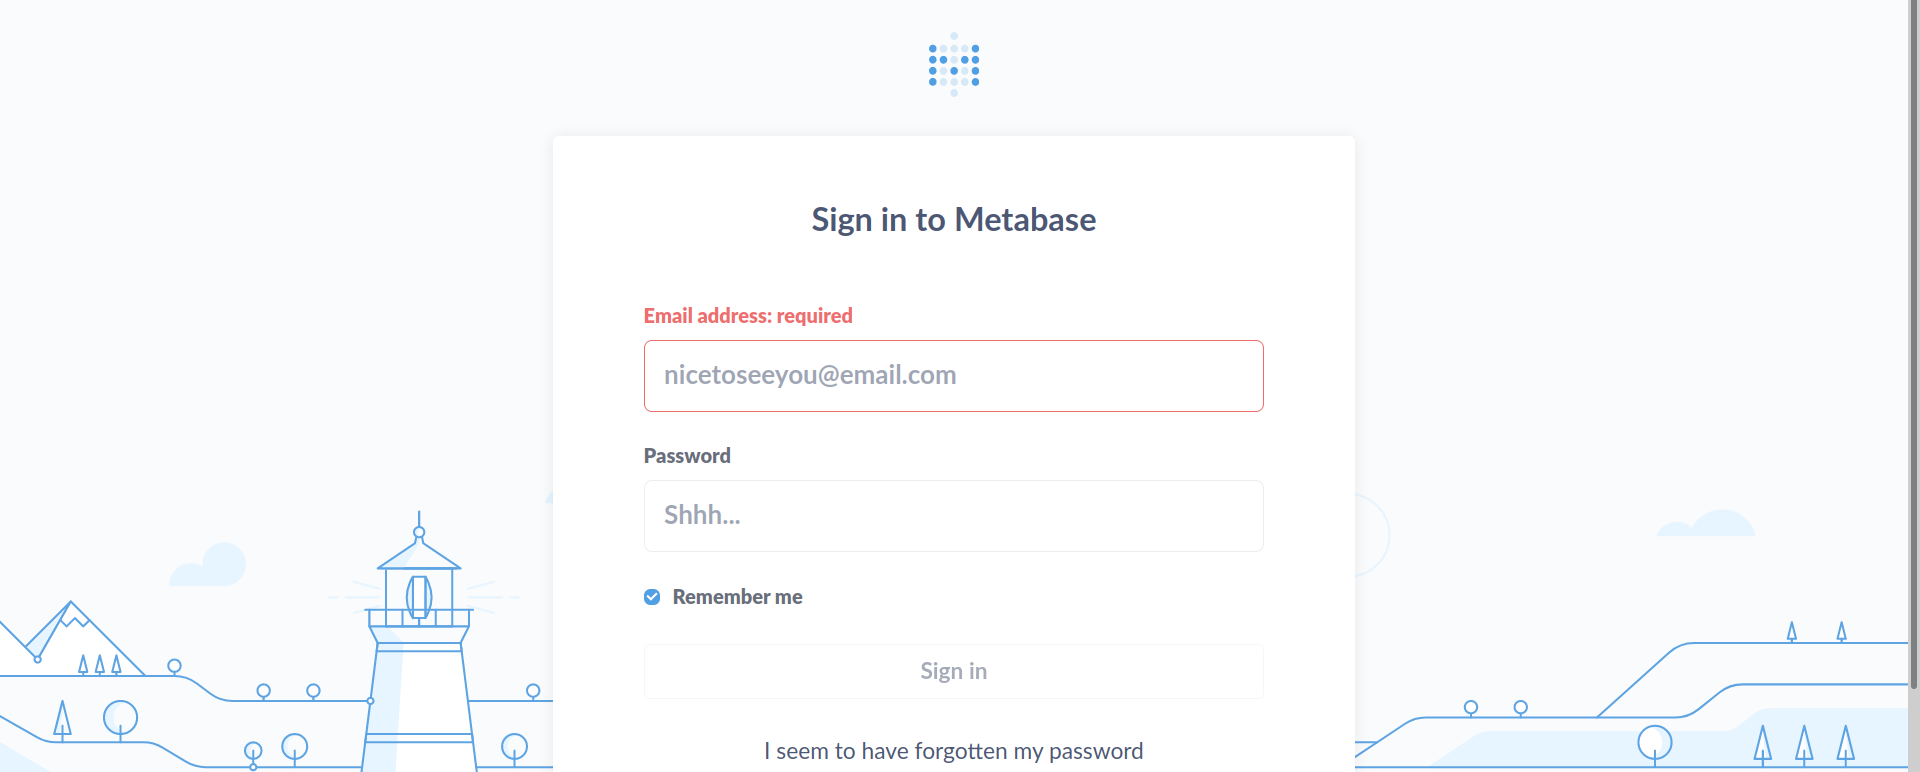 Sign in to Metabase
Email address: required
nicetoseeyou@email.com
Password
Shhh...
Remember me
Sign in
I seem to have forgotten my password